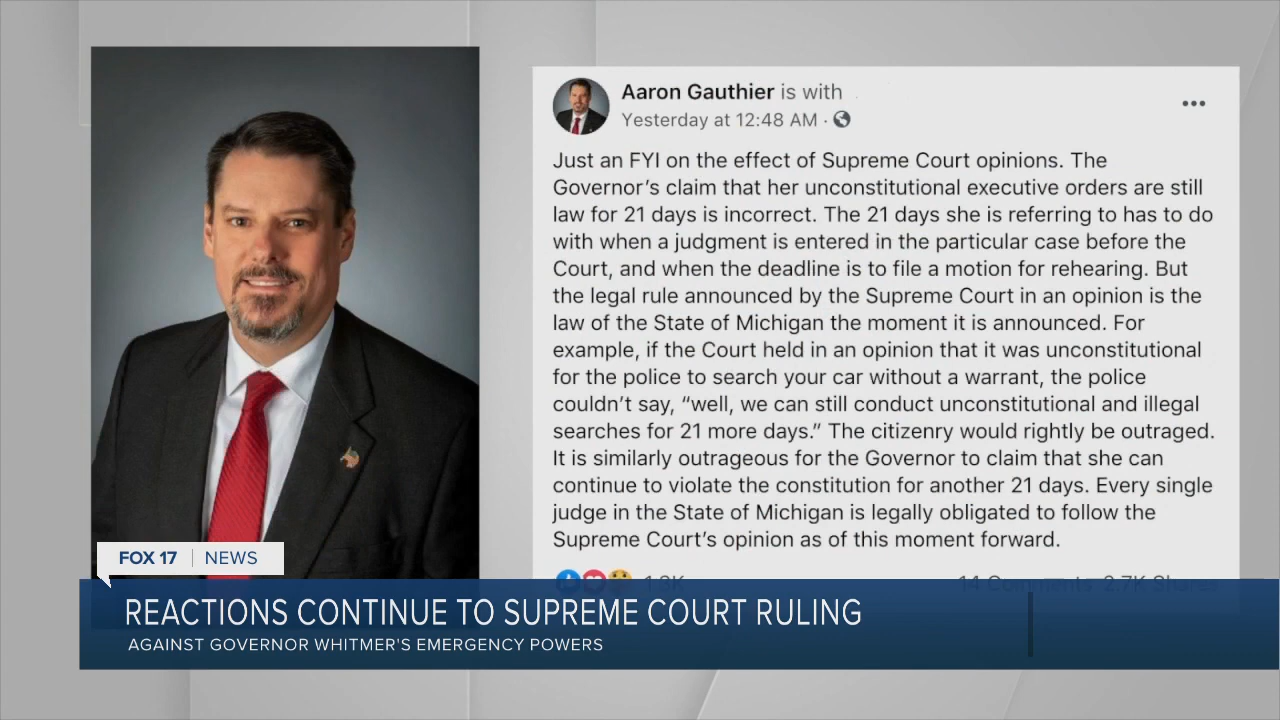 Aaron Gauthier is with
Yesterday at 12:48 AM ·
Just an FYI on the effect of Supreme Court opinions. The
Governor’s claim that her unconstitutional executive orders are still
law for 21 days is incorrect. The 21 days she is referring to has to do
with when a judgment is entered in the particular case before the
Court, and when the deadline is to file a motion for rehearing. But
the legal rule announced by the Supreme Court in an opinion is the
law of the State of Michigan the moment it is announced. For
example, if the Court held in an opinion that it was unconstitutional
for the police to search your car without a warrant, the police
couldn’t say, “well, we can still conduct unconstitutional and illegal
searches for 21 more days.” The citizenry would rightly be outraged.
It is similarly outrageous for the Governor to claim that she can
continue to violate the constitution for another 21 days. Every single
judge in the State of Michigan is legally obligated to follow the
Supreme Court’s opinion as of this moment forward.
1.3K 14 Comments 2.7K Shares
FOX 17 | NEWS
REACTIONS CONTINUE TO SUPREME COURT RULING
AGAINST GOVERNOR WHITMER'S EMERGENCY POWERS